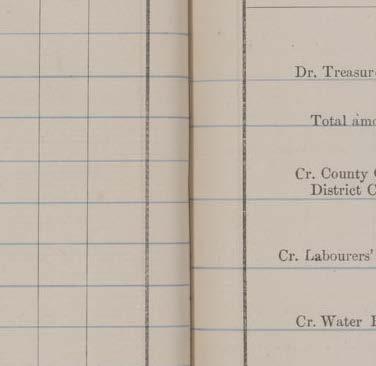 Dr. Treasur
Total amo
Cr. County
District C
Cr. Labourers'
Cr. Water